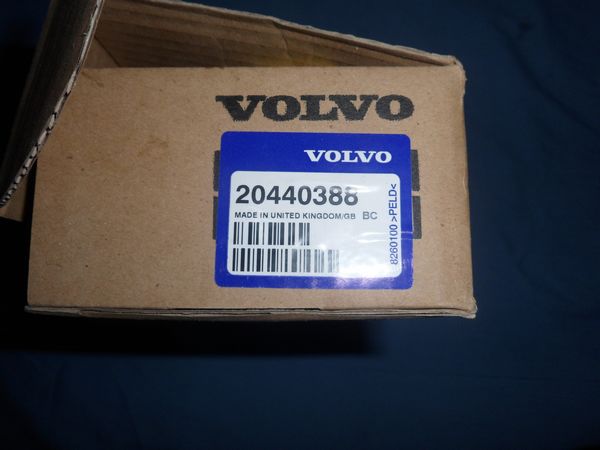 VOLVO
VOLVO
20440388
MADE IN UNITED KINGDOM/GB BC
8260100 >PELD<